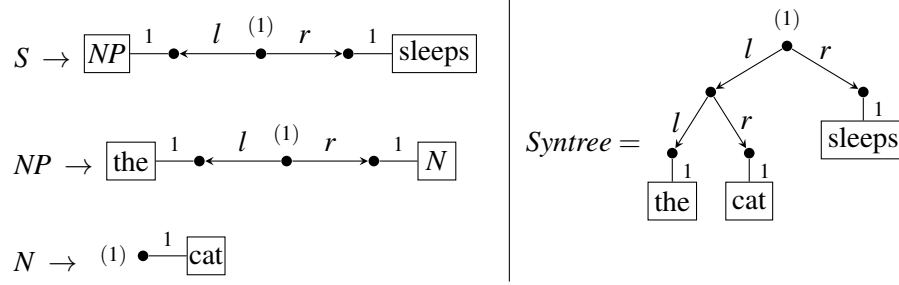 S → NP 1 l (1) r 1 sleeps
NP → the 1 l (1) r 1 N
N → (1) 1 cat
(1)
l r
l r 1
Syntree = sleeps
1 1
the cat